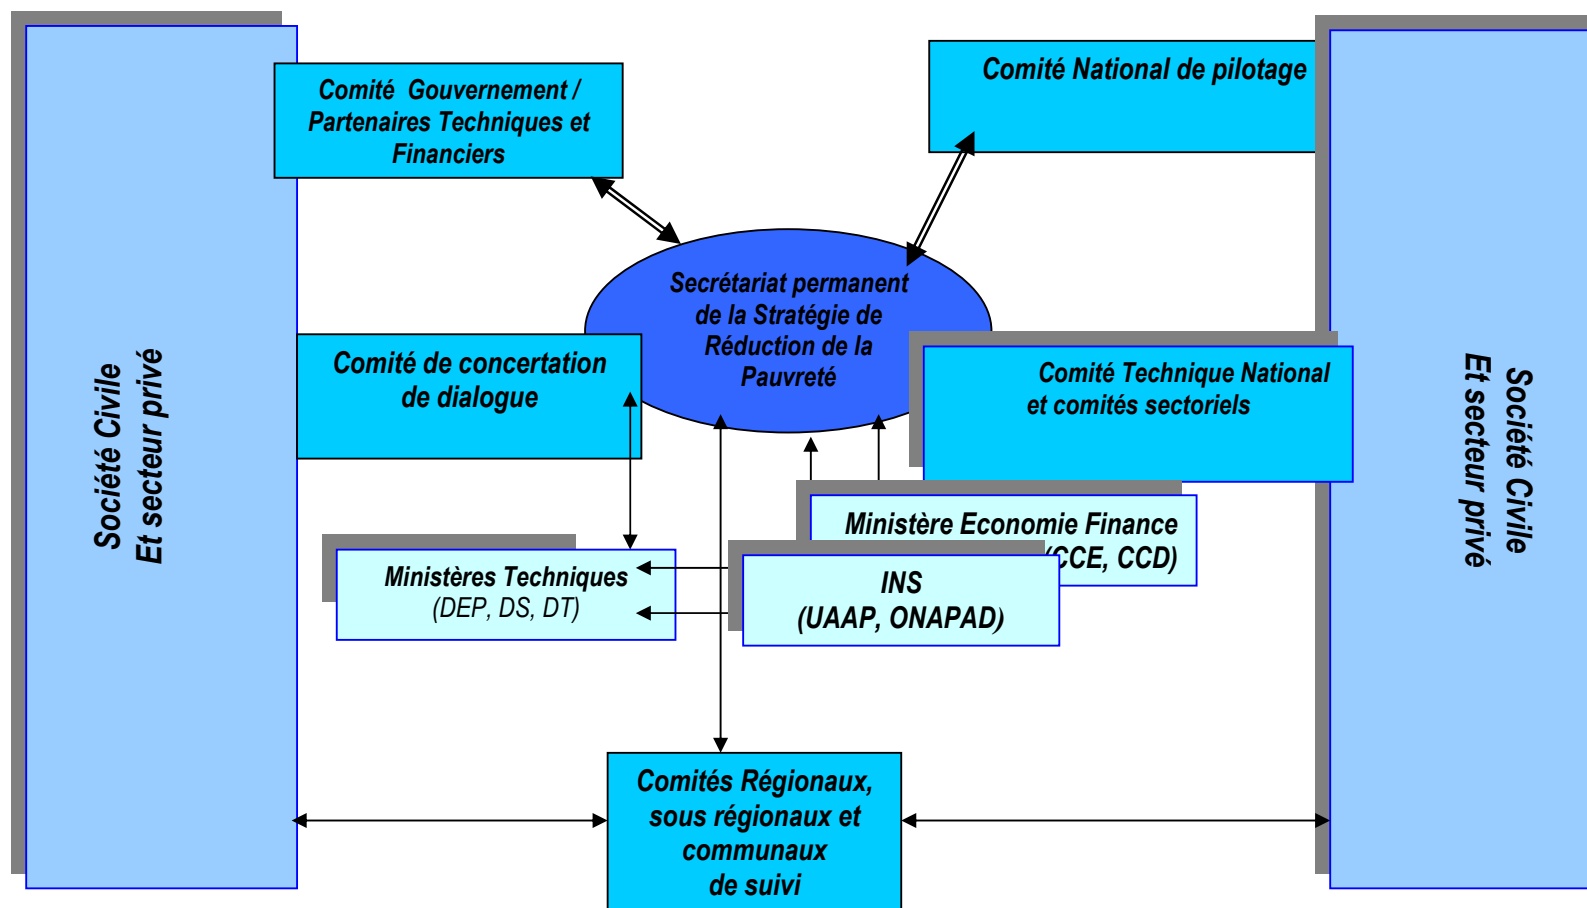 Comité Gouvernement /
Partenaires Techniques et
Financiers
Comité National de pilotage
Société Civile
Et secteur privé
Secrétariat permanent
de la Stratégie de
Réduction de la
Pauvreté
Comité de concertation
de dialogue
Comité Technique National
et comités sectoriels
Société Civile
Et secteur privé
Ministère Economie Finance
(CCE, CCD)
Ministères Techniques
(DEP, DS, DT)
INS
(UAAP, ONAPAD)
Comités Régionaux,
sous régionaux et
communaux
de suivi